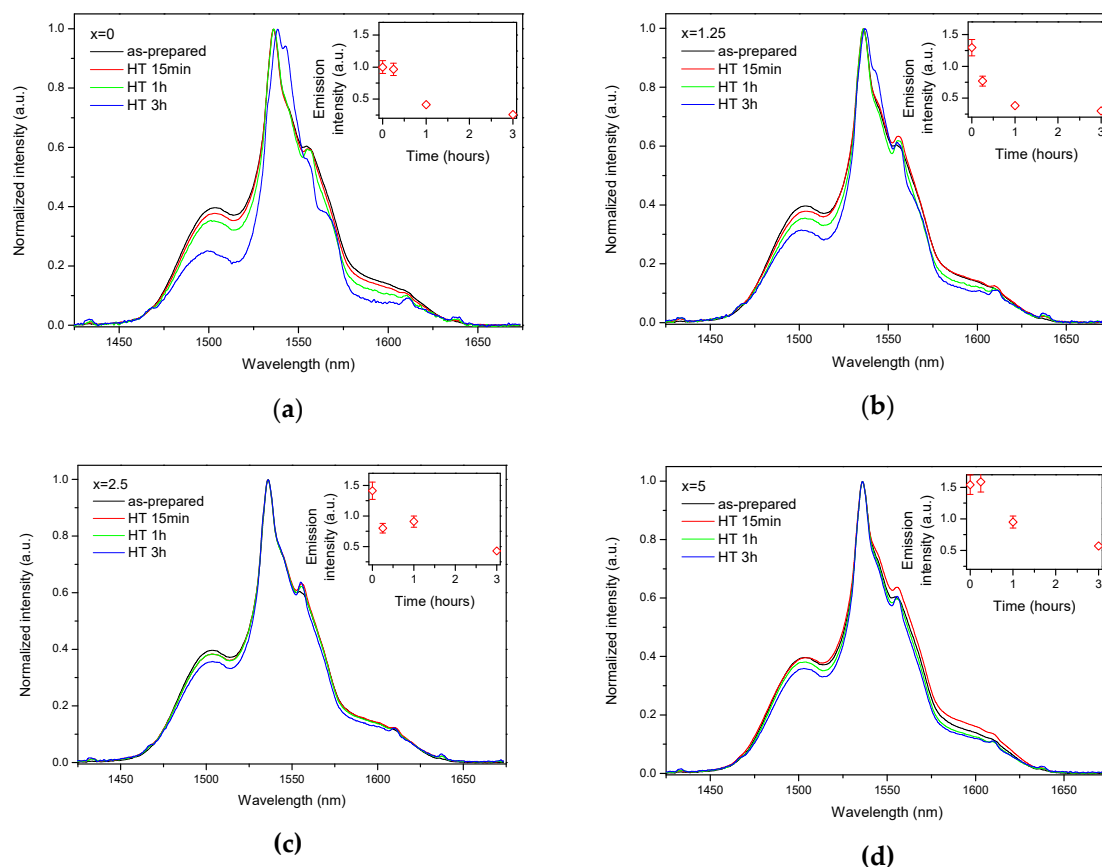 x=0
as-prepared
HT 15min
HT 1h
HT 3h
Normalized intensity (a.u.)
1.0
0.8
0.6
0.4
0.2
0.0
1450 1500 1550 1600 1650
Wavelength (nm)
Emission
intensity (a.u.)
1.5
1.0
0.5
0 1 2 3
Time (hours)
(a)
x=1.25
as-prepared
HT 15min
HT 1h
HT 3h
Normalized intensity (a.u.)
1.0
0.8
0.6
0.4
0.2
0.0
1450 1500 1550 1600 1650
Wavelength (nm)
Emission
intensity (a.u.)
1.5
1.0
0.5
0 1 2 3
Time (hours)
(b)
x=2.5
as-prepared
HT 15min
HT 1h
HT 3h
Normalized intensity (a.u.)
1.0
0.8
0.6
0.4
0.2
0.0
1450 1500 1550 1600 1650
Wavelength (nm)
Emission
intensity (a.u.)
1.5
1.0
0.5
0 1 2 3
Time (hours)
(c)
x=5
as-prepared
HT 15min
HT 1h
HT 3h
Normalized intensity (a.u.)
1.0
0.8
0.6
0.4
0.2
0.0
1450 1500 1550 1600 1650
Wavelength (nm)
Emission
intensity (a.u.)
1.5
1.0
0.5
0 1 2 3
Time (hours)
(d)